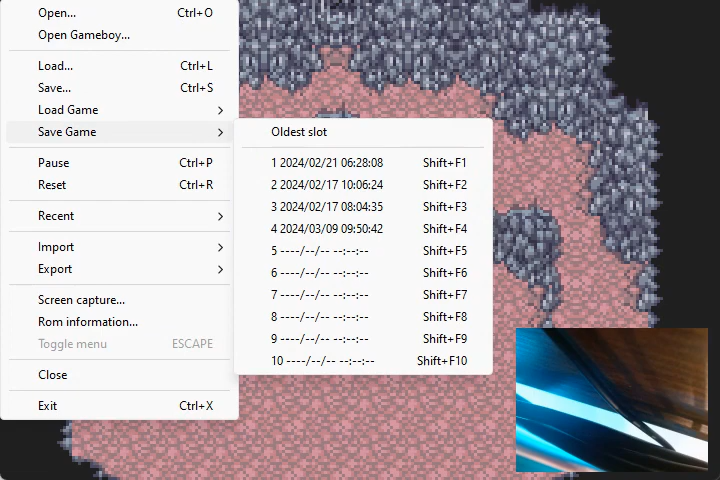 Open... Ctrl+O
Open Gameboy...
Load... Ctrl+L
Save... Ctrl+S
Load Game
Save Game
Pause Ctrl+P
Reset Ctrl+R
Recent
Import
Export
Screen capture...
Rom information...
Toggle menu ESCAPE
Close
Exit Ctrl+X
Oldest slot
1 2024/02/21 06:28:08 Shift+F1
2 2024/02/17 10:06:24 Shift+F2
3 2024/02/17 08:04:35 Shift+F3
4 2024/03/09 09:50:42 Shift+F4
5 ----/--/-- --:--:-- Shift+F5
6 ----/--/-- --:--:-- Shift+F6
7 ----/--/-- --:--:-- Shift+F7
8 ----/--/-- --:--:-- Shift+F8
9 ----/--/-- --:--:-- Shift+F9
10 ----/--/-- --:--:-- Shift+F10